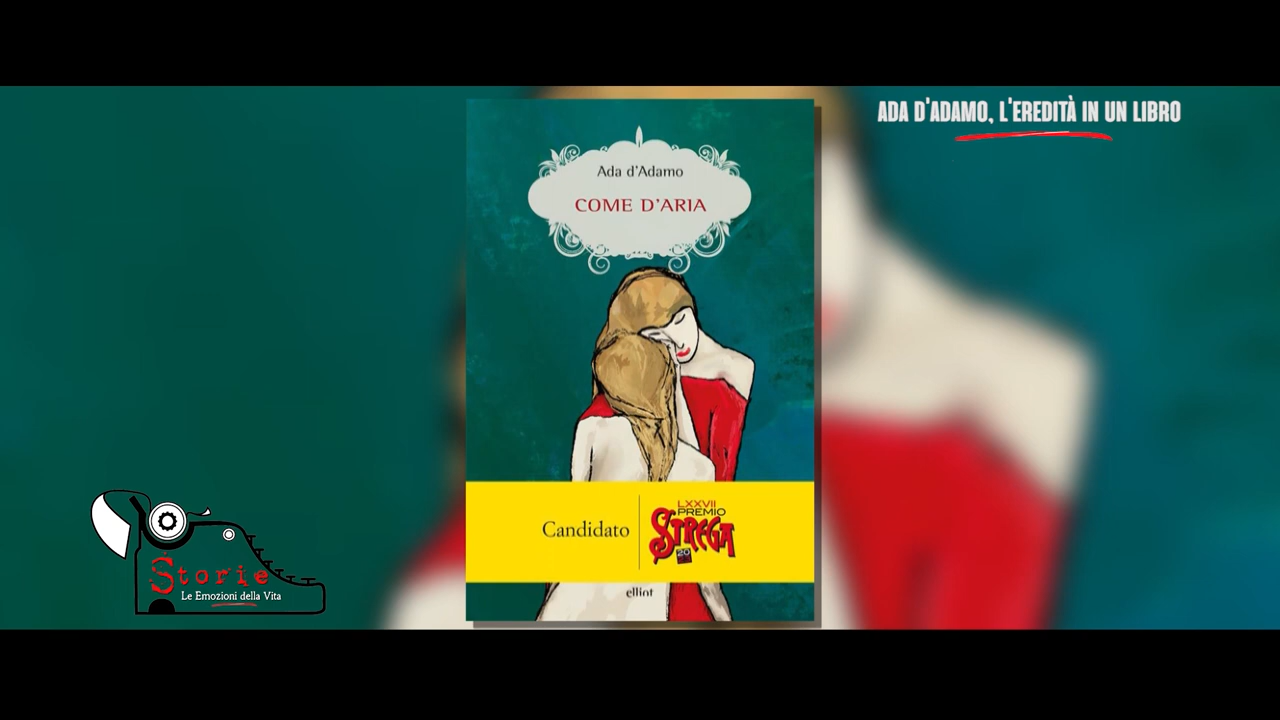 ADA D'ADAMO, L'EREDITÀ IN UN LIBRO
Ada d'Adamo
COME D'ARIA
Candidato
LXXVII
PREMIO
STREGA
20
elliot
Storie
Le Emozioni della Vita